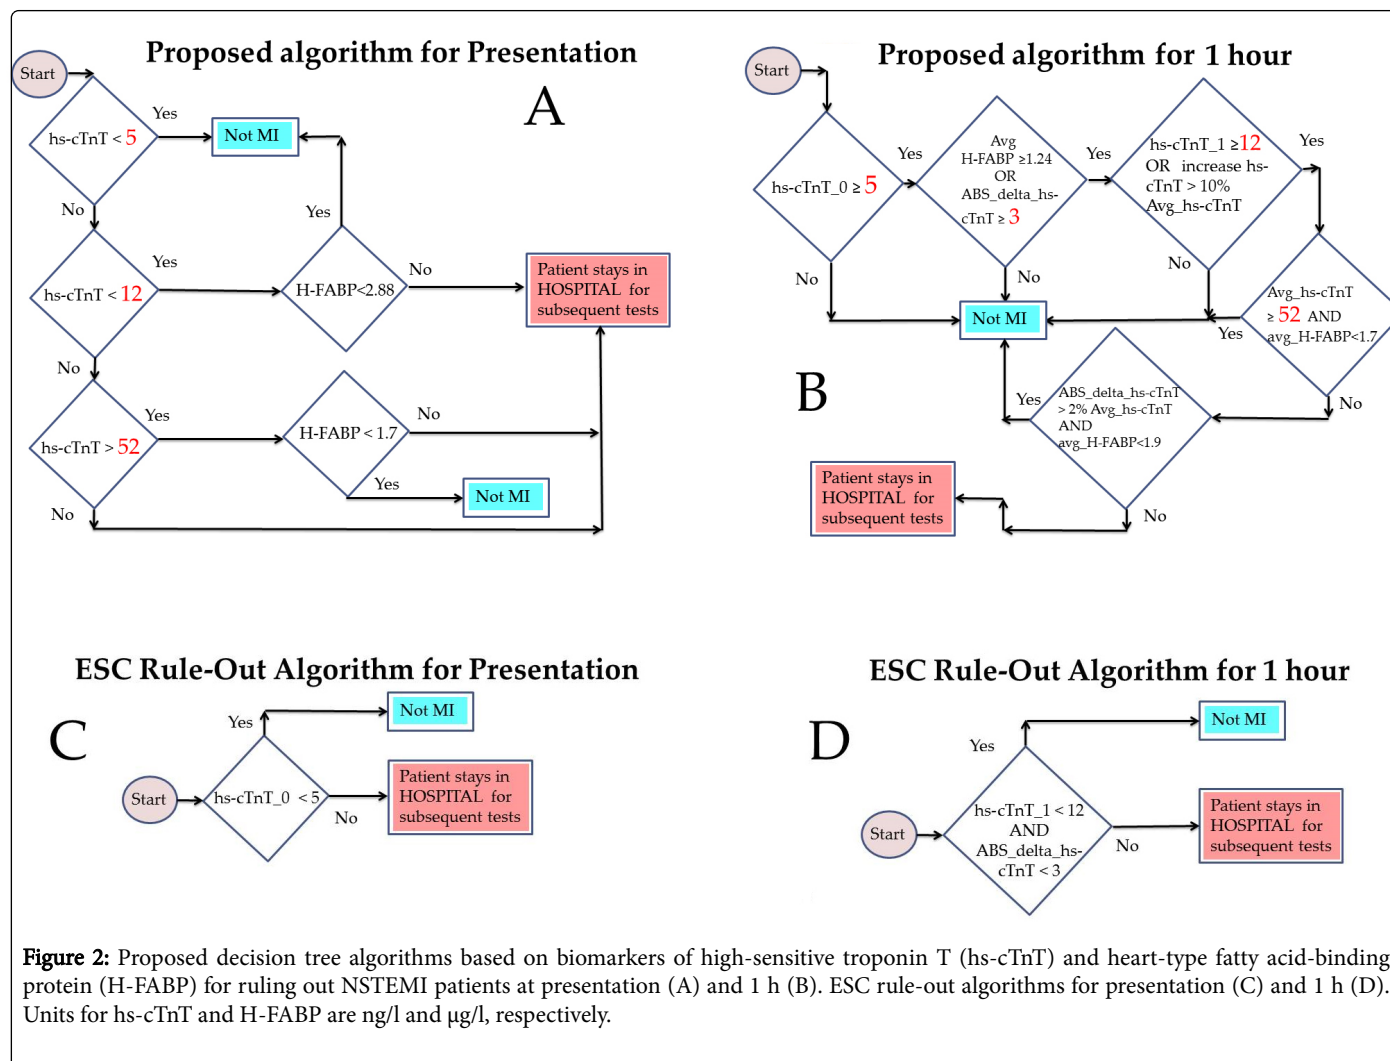 Proposed algorithm for Presentation
A
Start
hs-cTnT < 5
Yes
Not MI
No
Yes
hs-cTnT < 12
Yes
H-FABP<2.88
No
Patient stays in
HOSPITAL for
subsequent tests
No
hs-cTnT > 52
Yes
H-FABP < 1.7
No
Yes
Not MI
No
Proposed algorithm for 1 hour
B
Start
hs-cTnT_0 ≥ 5
Yes
Avg
H-FABP ≥1.24
OR
ABS_delta_hs-
cTnT ≥ 3
Yes
hs-cTnT_1 ≥12
OR increase hs-
cTnT > 10%
Avg_hs-cTnT
Yes
No
No
No
Not MI
Avg_hs-cTnT
≥ 52 AND
avg_H-FABP<1.7
Yes
No
ABS_delta_hs-cTnT
> 2% Avg_hs-cTnT
AND
avg_H-FABP<1.9
Yes
No
Patient stays in
HOSPITAL for
subsequent tests
ESC Rule-Out Algorithm for Presentation
C
Start
hs-cTnT_0 < 5
Yes
Not MI
No
Patient stays in
HOSPITAL for
subsequent tests
ESC Rule-Out Algorithm for 1 hour
D
Start
hs-cTnT_1 < 12
AND
ABS_delta_hs-
cTnT < 3
Yes
Not MI
No
Patient stays in
HOSPITAL for
subsequent tests
Figure 2: Proposed decision tree algorithms based on biomarkers of high-sensitive troponin T (hs-cTnT) and heart-type fatty acid-binding
protein (H-FABP) for ruling out NSTEMI patients at presentation (A) and 1 h (B). ESC rule-out algorithms for presentation (C) and 1 h (D).
Units for hs-cTnT and H-FABP are ng/l and μg/l, respectively.